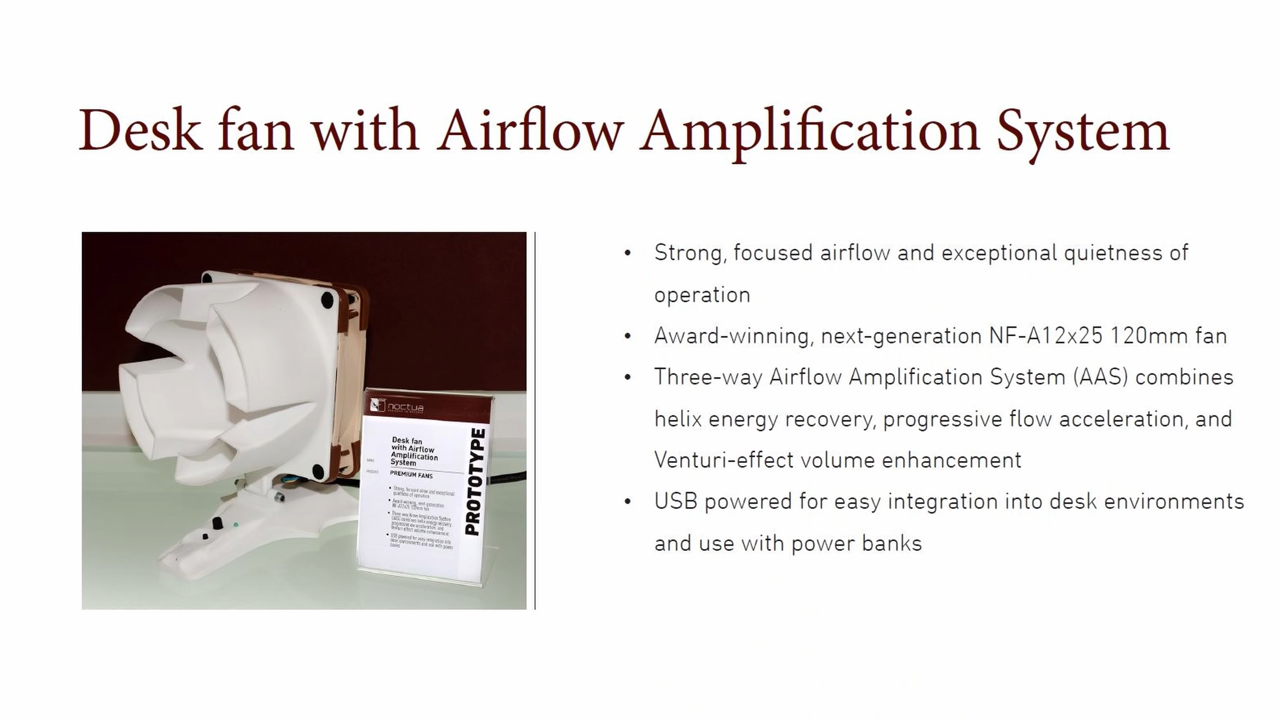 Desk fan with Airflow Amplification System
• Strong, focused airflow and exceptional quietness of
operation
• Award-winning, next-generation NF-A12x25 120mm fan
• Three-way Airflow Amplification System (AAS) combines
helix energy recovery, progressive flow acceleration, and
Venturi-effect volume enhancement
• USB powered for easy integration into desk environments
and use with power banks
noctua
Desk fan
with Airflow
Amplification
System
PREMIUM FANS
PROTOTYPE